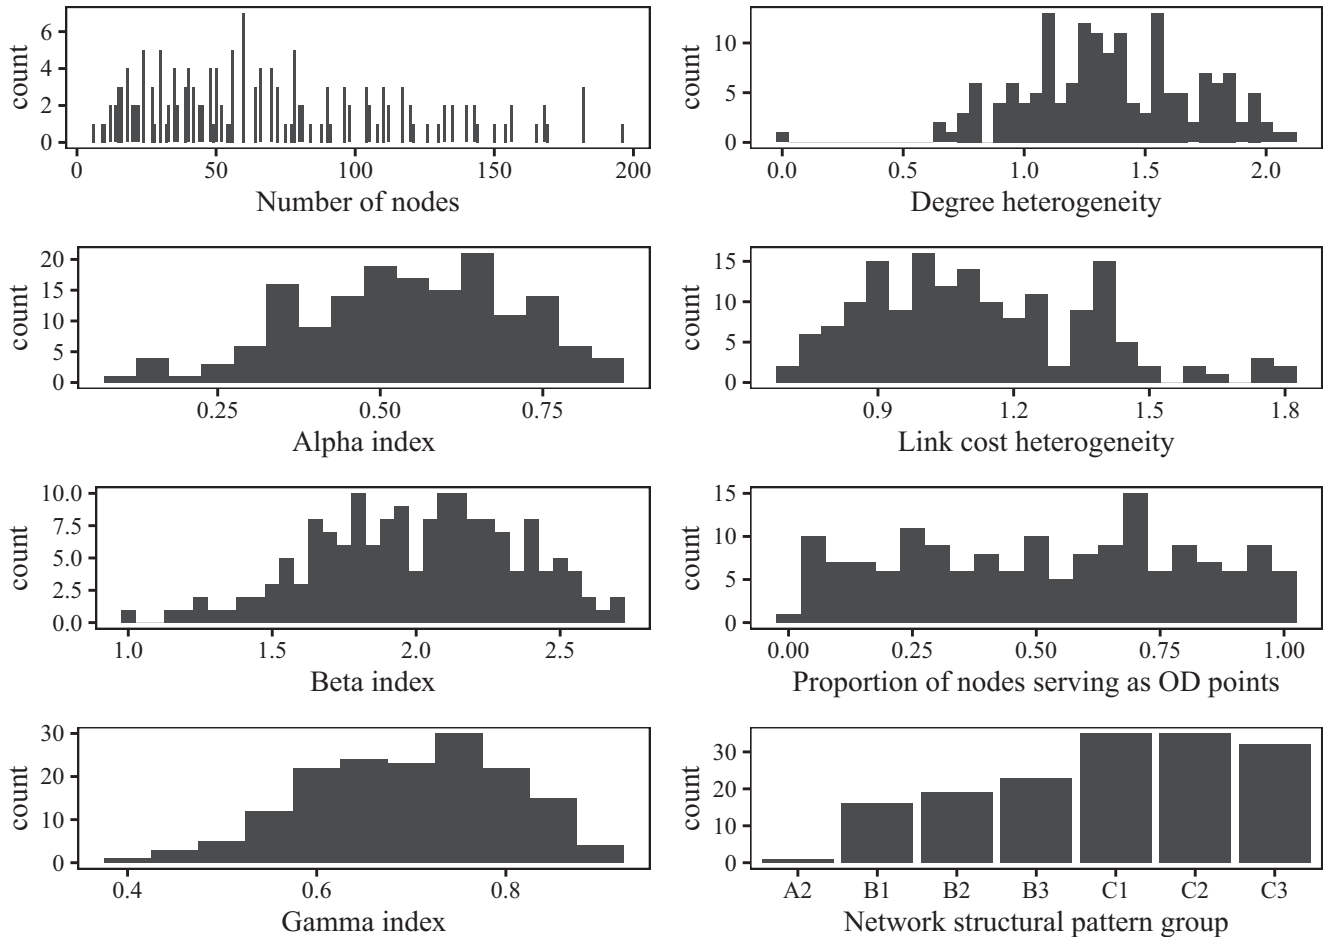 count
6
4
2
0
0
50
100
150
200
Number of nodes
count
10
5
0
0.0
0.5
1.0
1.5
2.0
Degree heterogeneity
count
20
15
10
5
0
0.25
0.50
0.75
Alpha index
count
15
10
5
0
0.9
1.2
1.5
1.8
Link cost heterogeneity
count
10.0
7.5
5.0
2.5
0.0
1.0
1.5
2.0
2.5
Beta index
count
15
10
5
0
0.00
0.25
0.50
0.75
1.00
Proportion of nodes serving as OD points
count
30
20
10
0
0.4
0.6
0.8
Gamma index
count
30
20
10
0
A2
B1
B2
B3
C1
C2
C3
Network structural pattern group